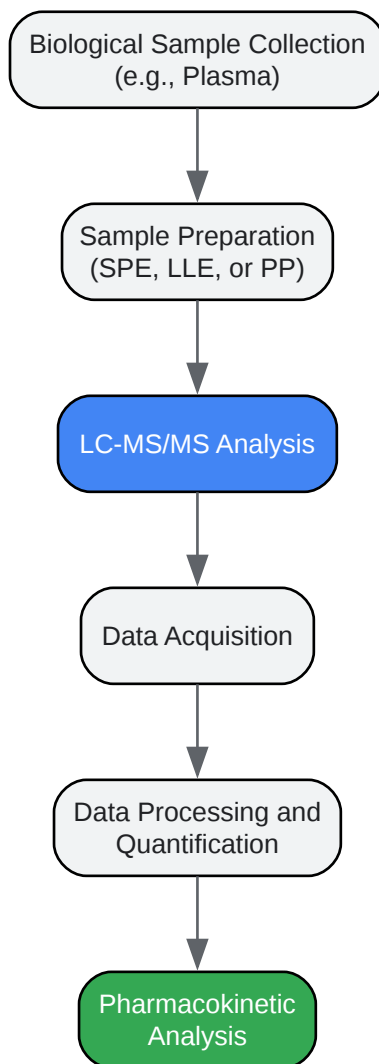 Biological Sample Collection
(e.g., Plasma)
Sample Preparation
(SPE, LLE, or PP)
LC-MS/MS Analysis
Data Acquisition
Data Processing and
Quantification
Pharmacokinetic
Analysis